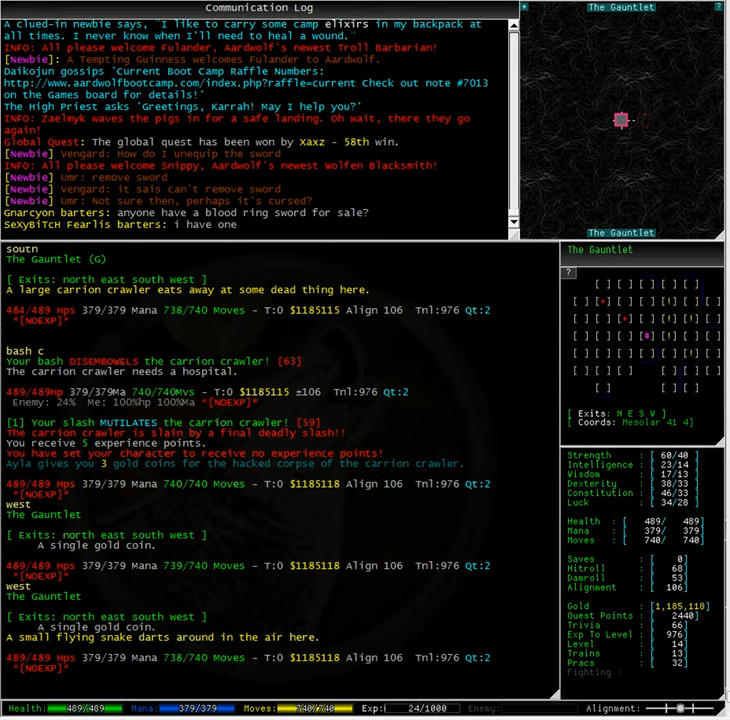 Communication Log
A clued-in newbie says, "I like to carry some camp elixirs in my backpack at
all times. I never know when I'll need to heal a wound."
INFO: All please welcome Fulander, Aardwolf's newest Troll Barbarian!
[Newbie] A Tempting Guinness welcomes Fulander to Aardwolf.
Daikojun gossips 'Current Boot Camp Raffle Numbers:
http://www.aardwolfbootcamp.com/index.php?raffle=current Check out note #7013
on the Games board for details!'
The High Priest asks 'Greetings, Karrah! May I help you?'
INFO: Zaelmyk waves the pigs in for a safe landing. Oh wait, there they go
again!
Global Quest: The global quest has been won by Xaxz - 58th win.
[Newbie] Vengard: How do I unequip the sword
INFO: All please welcome Snippy, Aardwolf's newest Wolfen Blacksmith!
[Newbie] Umr: remove sword
[Newbie] Vengard: it sais can't remove sword
[Newbie] Umr: Not sure then, perhaps it's cursed?
Gnarcyon barters: anyone have a blood ring sword for sale?
SeXyBiTcH Fearlis barters: i have one
The Gauntlet
?
The Gauntlet
south
The Gauntlet (G)
[ Exits: north east south west ]
A large carrion crawler eats away at some dead thing here.
484/489 Hps 379/379 Mana 738/740 Moves - T:0 $1185115 Align 106 Tnl:976 Qt:2
*[NOEXP]*
bash c
Your bash DISEMBOWELS the carrion crawler! [63]
The carrion crawler needs a hospital.
489/489Hp 379/379Ma 740/740Mvs - T:0 $1185115 ±106 Tnl:976 Qt:2
Enemy: 24% Me: 100%hp 100%Ma *[NOEXP]*
[1] Your slash MUTILATES the carrion crawler! [59]
The carrion crawler is slain by a final deadly slash!!
You receive 5 experience points.
You have set your character to receive no experience points!
Ayla gives you 3 gold coins for the hacked corpse of the carrion crawler.
489/489 Hps 379/379 Mana 740/740 Moves - T:0 $1185118 Align 106 Tnl:976 Qt:2
*[NOEXP]*
west
The Gauntlet
[ Exits: north east south west ]
A single gold coin.
489/489 Hps 379/379 Mana 739/740 Moves - T:0 $1185118 Align 106 Tnl:976 Qt:2
*[NOEXP]*
west
The Gauntlet
[ Exits: north east south west ]
A single gold coin.
A small flying snake darts around in the air here.
489/489 Hps 379/379 Mana 738/740 Moves - T:0 $1185118 Align 106 Tnl:976 Qt:2
*[NOEXP]*
The Gauntlet
?
[ ] [ ] [ ] [ ] [ ]
[ ] [*] [ ] [ ] [!] [ ] [ ]
[ ] [ ] [*] [ ] [!] [ ] [ ]
[ ] [ ] [ ] [#] [!] [ ] [ ]
[ ] [ ] [ ] [ ] [!] [!] [ ]
[ ] [ ] [ ] [ ] [ ] [ ]
[ ] [ ] [ ]
[ Exits: N E S W ]
[ Coords: Mesolar 41 4 ]
Strength : [ 60/40 ]
Intelligence : [ 23/14 ]
Wisdom : [ 17/13 ]
Dexterity : [ 38/33 ]
Constitution : [ 46/33 ]
Luck : [ 34/28 ]
Health : [ 489/ 489]
Mana : [ 379/ 379]
Moves : [ 740/ 740]
Saves : [ 0]
Hitroll : [ 68]
Damroll : [ 53]
Alignment : [ 106]
Gold : [1,185,118]
Quest Points : [ 2440]
Trivia : [ 66]
Exp To Level : [ 976]
Level : [ 14]
Trains : [ 13]
Pracs : [ 32]
Fighting :
Health: 489/489 Mana: 379/379 Moves: 740/740 Exp: 24/1000 Enemy: Alignment: